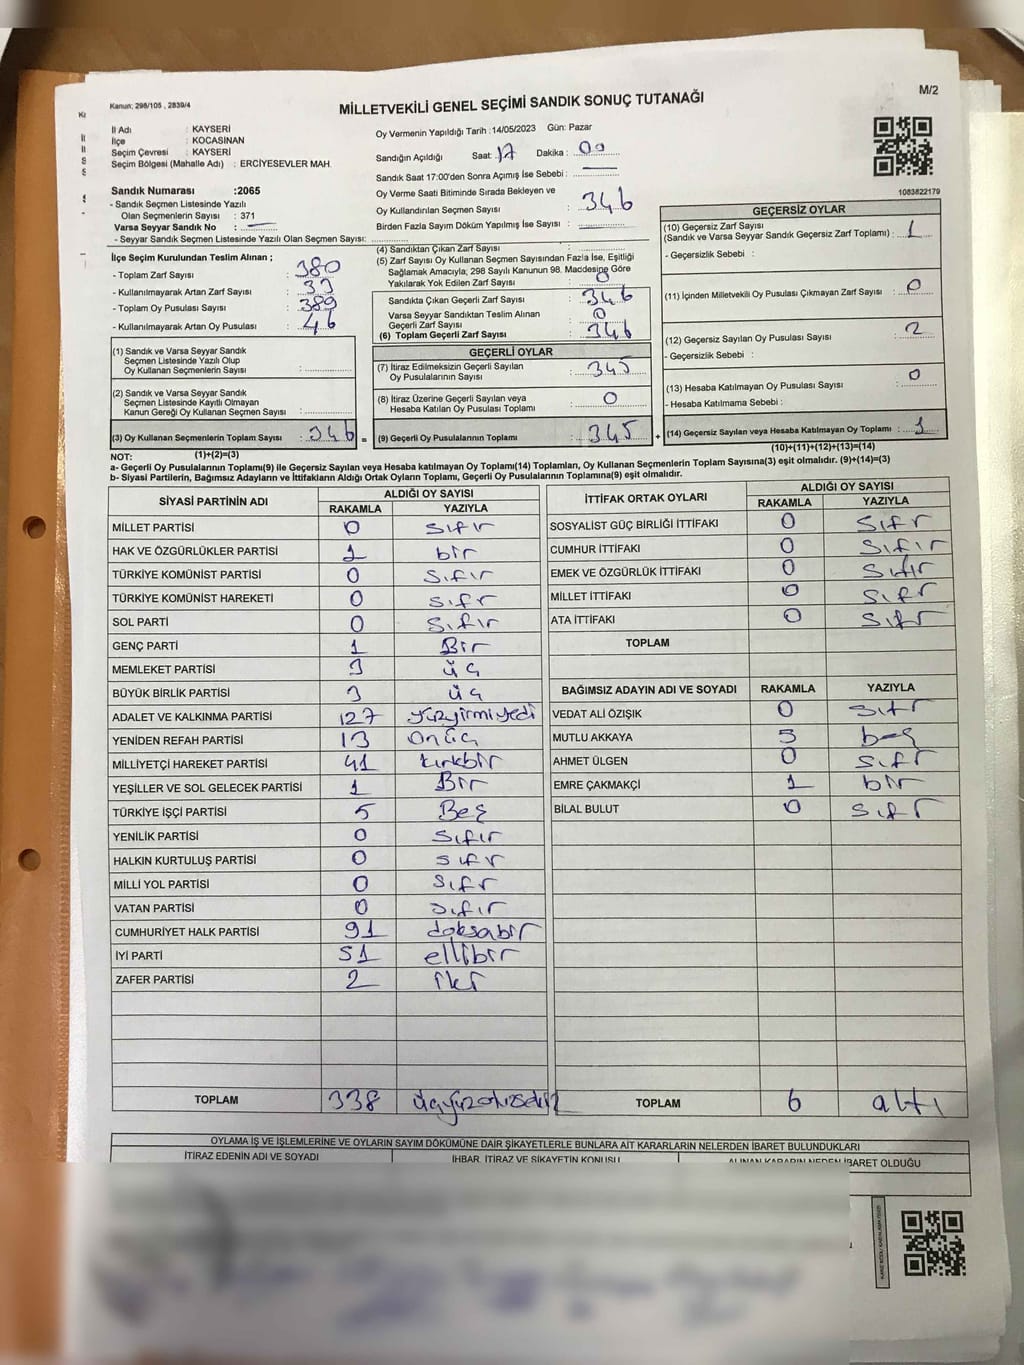 M/2
Kanun; 298/105 , 2839/4
MİLLETVEKİLİ GENEL SEÇİMİ SANDIK SONUÇ TUTANAĞI
İl Adı : KAYSERİ
İlçe : KOCASİNAN
Seçim Çevresi : KAYSERİ
Seçim Bölgesi (Mahalle Adı) : ERCİYESEVLER MAH.
Sandık Numarası :2065
- Sandık Seçmen Listesinde Yazılı
Olan Seçmenlerin Sayısı : 371
Varsa Seyyar Sandık No :
- Seyyar Sandık Seçmen Listesinde Yazılı Olan Seçmen Sayısı:
Oy Vermenin Yapıldığı Tarih :14/05/2023 Gün: Pazar
Sandığın Açıldığı Saat : 17 Dakika : 00
Sandık Saat 17:00'den Sonra Açımış İse Sebebi :
Oy Verme Saati Bitiminde Sırada Bekleyen ve
Oy Kullandırılan Seçmen Sayısı : 346
Birden Fazla Sayım Döküm Yapılmış İse Sayısı :
1083822179
İlçe Seçim Kurulundan Teslim Alınan ;
- Toplam Zarf Sayısı : 380
- Kullanılmayarak Artan Zarf Sayısı : 33
- Toplam Oy Pusulası Sayısı : 389
- Kullanılmayarak Artan Oy Pusulası : 46
(1) Sandık ve Varsa Seyyar Sandık
Seçmen Listesinde Yazılı Olup
Oy Kullanan Seçmenlerin Sayısı :
(2) Sandık ve Varsa Seyyar Sandık
Seçmen Listesinde Kayıtlı Olmayan
Kanun Gereği Oy Kullanan Seçmen Sayısı :
(3) Oy Kullanan Seçmenlerin Toplam Sayısı : 346 =
(1)+(2)=(3)
(4) Sandıktan Çıkan Zarf Sayısı :
(5) Zarf Sayısı Oy Kullanan Seçmen Sayısından Fazla İse, Eşitliği
Sağlamak Amacıyla; 298 Sayılı Kanunun 98. Maddesine Göre
Yakılarak Yok Edilen Zarf Sayısı : 0
Sandıkta Çıkan Geçerli Zarf Sayısı : 346
Varsa Seyyar Sandıktan Teslim Alınan
Geçerli Zarf Sayısı : 0
(6) Toplam Geçerli Zarf Sayısı : 346
GEÇERLİ OYLAR
(7) İtiraz Edilmeksizin Geçerli Sayılan
Oy Pusulalarının Sayısı : 345
(8) İtiraz Üzerine Geçerli Sayılan veya
Hesaba Katılan Oy Pusulası Toplamı : 0
(9) Geçerli Oy Pusulalarının Toplamı : 345 +
GEÇERSİZ OYLAR
(10) Geçersiz Zarf Sayısı
(Sandık ve Varsa Seyyar Sandık Geçersiz Zarf Toplamı) : 1
- Geçersizlik Sebebi :
(11) İçinden Milletvekili Oy Pusulası Çıkmayan Zarf Sayısı : 0
(12) Geçersiz Sayılan Oy Pusulası Sayısı : 2
- Geçersizlik Sebebi :
(13) Hesaba Katılmayan Oy Pusulası Sayısı : 0
- Hesaba Katılmama Sebebi :
(14) Geçersiz Sayılan veya Hesaba Katılmayan Oy Toplamı : 1
(10)+(11)+(12)+(13)=(14)
NOT:
a- Geçerli Oy Pusulalarının Toplamı(9) ile Geçersiz Sayılan veya Hesaba katılmayan Oy Toplamı(14) Toplamları, Oy Kullanan Seçmenlerin Toplam Sayısına(3) eşit olmalıdır. (9)+(14)=(3)
b- Siyasi Partilerin, Bağımsız Adayların ve İttifakların Aldığı Ortak Oyların Toplamı, Geçerli Oy Pusulalarının Toplamına(9) eşit olmalıdır.
SİYASİ PARTİNİN ADI ALDIĞI OY SAYISI
RAKAMLA YAZIYLA
MİLLET PARTİSİ 0 sıfır
HAK VE ÖZGÜRLÜKLER PARTİSİ 1 bir
TÜRKİYE KOMÜNİST PARTİSİ 0 sıfır
TÜRKİYE KOMÜNİST HAREKETİ 0 sıfır
SOL PARTİ 0 sıfır
GENÇ PARTİ 1 Bir
MEMLEKET PARTİSİ 3 üç
BÜYÜK BİRLİK PARTİSİ 3 üç
ADALET VE KALKINMA PARTİSİ 127 yüzyirmiyedi
YENİDEN REFAH PARTİSİ 13 onüç
MİLLİYETÇİ HAREKET PARTİSİ 41 kırkbir
YEŞİLLER VE SOL GELECEK PARTİSİ 1 Bir
TÜRKİYE İŞÇİ PARTİSİ 5 Beş
YENİLİK PARTİSİ 0 sıfır
HALKIN KURTULUŞ PARTİSİ 0 sıfır
MİLLİ YOL PARTİSİ 0 sıfır
VATAN PARTİSİ 0 sıfır
CUMHURİYET HALK PARTİSİ 91 doksabir
İYİ PARTİ 51 ellibir
ZAFER PARTİSİ 2 iki
TOPLAM 338
İTTİFAK ORTAK OYLARI ALDIĞI OY SAYISI
RAKAMLA YAZIYLA
SOSYALİST GÜÇ BİRLİĞİ İTTİFAKI 0 sıfır
CUMHUR İTTİFAKI 0 sıfır
EMEK VE ÖZGÜRLÜK İTTİFAKI 0 sıfır
MİLLET İTTİFAKI 0 sıfır
ATA İTTİFAKI 0 sıfır
TOPLAM
BAĞIMSIZ ADAYIN ADI VE SOYADI RAKAMLA YAZIYLA
VEDAT ALİ ÖZIŞIK 0 sıfır
MUTLU AKKAYA 5 beş
AHMET ÜLGEN 0 sıfır
EMRE ÇAKMAKÇİ 1 bir
BİLAL BULUT 0 sıfır
TOPLAM 6 altı
OYLAMA İŞ VE İŞLEMLERİNE VE OYLARIN SAYIM DÖKÜMÜNE DAİR ŞİKAYETLERLE BUNLARA AİT KARARLARIN NELERDEN İBARET BULUNDUKLARI
İTİRAZ EDENİN ADI VE SOYADI İHBAR, İTİRAZ VE ŞİKAYETİN KONUSU ALINAN KARARIN NEDEN İBARET OLDUĞU